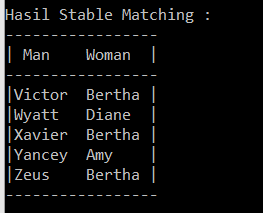 Hasil Stable Matching :
-----------------
| Man    Woman  |
-----------------
|Victor  Bertha |
|Wyatt   Diane  |
|Xavier  Bertha |
|Yancey  Amy    |
|Zeus    Bertha |
-----------------